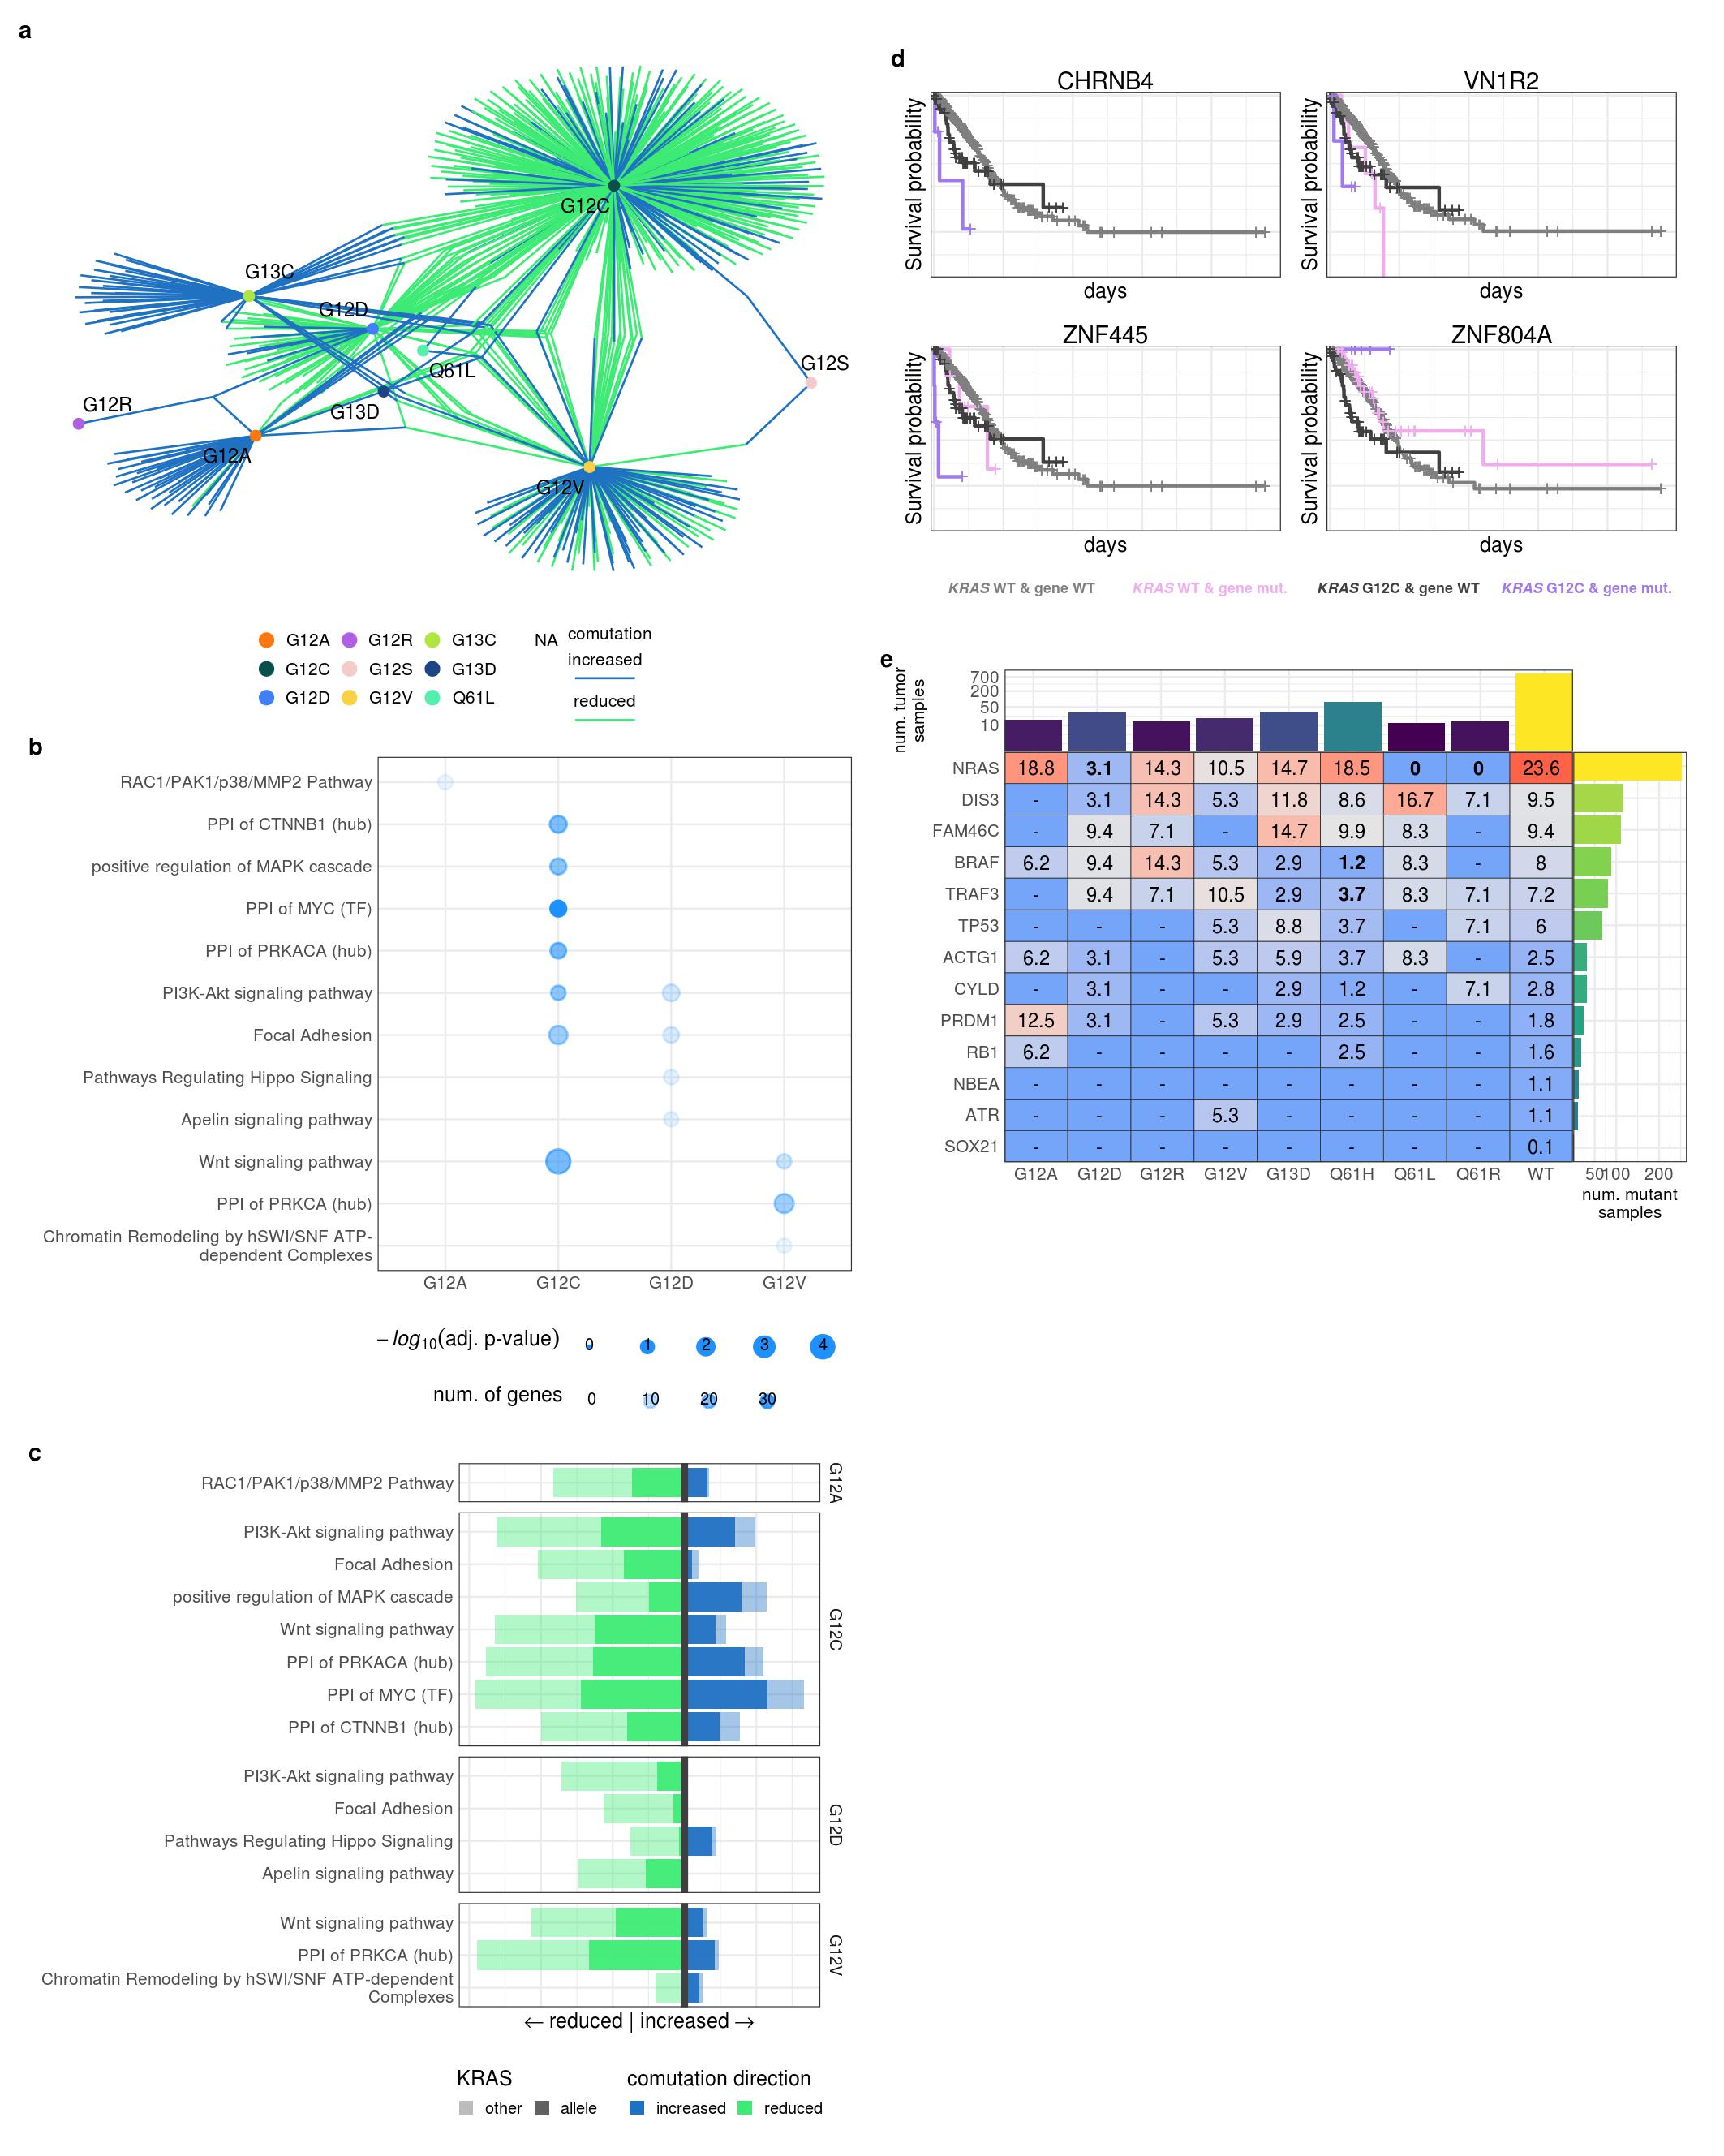 a
G12C
G13C
G12D
G12S
Q61L
G12R
G13D
G12A
G12V
G12A G12R G13C NA comutation
increased
G12C G12S G13D
reduced
G12D G12V Q61L
b
RAC1/PAK1/p38/MMP2 Pathway
PPI of CTNNB1 (hub)
positive regulation of MAPK cascade
PPI of MYC (TF)
PPI of PRKACA (hub)
PI3K-Akt signaling pathway
Focal Adhesion
Pathways Regulating Hippo Signaling
Apelin signaling pathway
Wnt signaling pathway
PPI of PRKCA (hub)
Chromatin Remodeling by hSWI/SNF ATP-
dependent Complexes
G12A G12C G12D G12V
− log10(adj. p-value) 0 1 2 3 4
num. of genes 0 10 20 30
c
RAC1/PAK1/p38/MMP2 Pathway
G12A
PI3K-Akt signaling pathway
Focal Adhesion
positive regulation of MAPK cascade
Wnt signaling pathway
PPI of PRKACA (hub)
PPI of MYC (TF)
PPI of CTNNB1 (hub)
G12C
PI3K-Akt signaling pathway
Focal Adhesion
Pathways Regulating Hippo Signaling
Apelin signaling pathway
G12D
Wnt signaling pathway
PPI of PRKCA (hub)
Chromatin Remodeling by hSWI/SNF ATP-dependent
Complexes
G12V
← reduced | increased →
KRAS comutation direction
other allele increased reduced
d
CHRNB4
Survival probability
days
VN1R2
Survival probability
days
ZNF445
Survival probability
days
ZNF804A
Survival probability
days
KRAS WT & gene WT KRAS WT & gene mut. KRAS G12C & gene WT KRAS G12C & gene mut.
e
num. tumor
samples
700
200
50
10
NRAS 18.8 3.1 14.3 10.5 14.7 18.5 0 0 23.6
DIS3 - 3.1 14.3 5.3 11.8 8.6 16.7 7.1 9.5
FAM46C - 9.4 7.1 - 14.7 9.9 8.3 - 9.4
BRAF 6.2 9.4 14.3 5.3 2.9 1.2 8.3 - 8
TRAF3 - 9.4 7.1 10.5 2.9 3.7 8.3 7.1 7.2
TP53 - - - 5.3 8.8 3.7 - 7.1 6
ACTG1 6.2 3.1 - 5.3 5.9 3.7 8.3 - 2.5
CYLD - 3.1 - - 2.9 1.2 - 7.1 2.8
PRDM1 12.5 3.1 - 5.3 2.9 2.5 - - 1.8
RB1 6.2 - - - - 2.5 - - 1.6
NBEA - - - - - - - - 1.1
ATR - - - 5.3 - - - - 1.1
SOX21 - - - - - - - - 0.1
G12A G12D G12R G12V G13D Q61H Q61L Q61R WT
50 100 200
num. mutant
samples